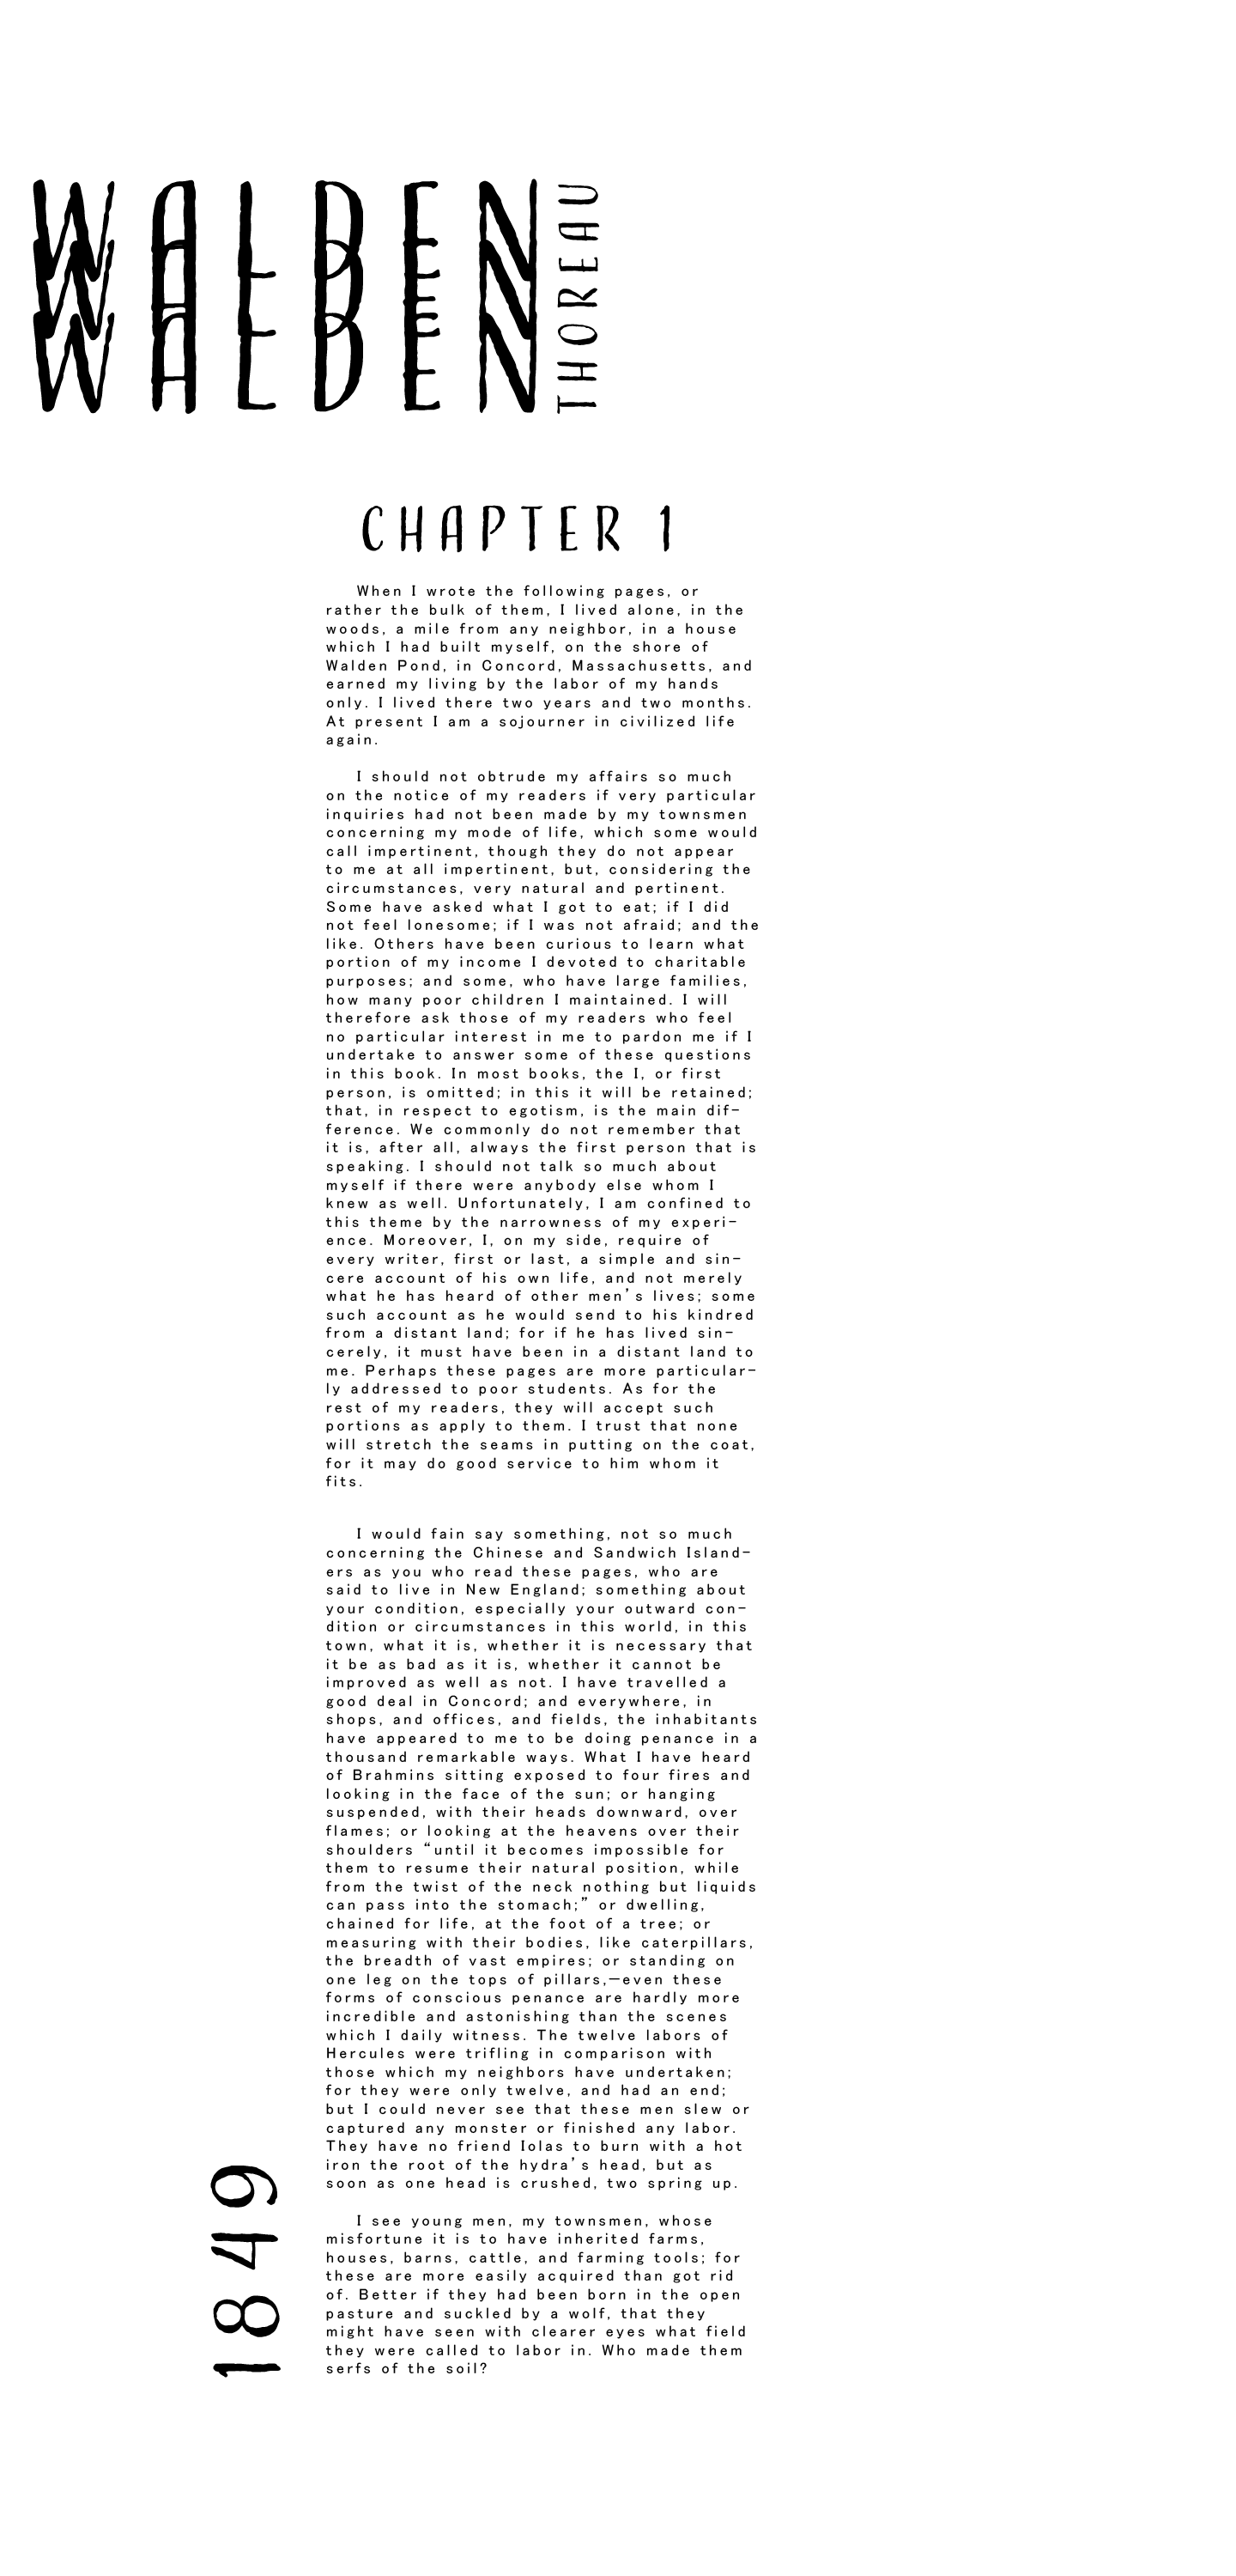 WALDEN
WALDEN
WALDEN
THOREAU
CHAPTER 1
When I wrote the following pages, or
rather the bulk of them, I lived alone, in the
woods, a mile from any neighbor, in a house
which I had built myself, on the shore of
Walden Pond, in Concord, Massachusetts, and
earned my living by the labor of my hands
only. I lived there two years and two months.
At present I am a sojourner in civilized life
again.
I should not obtrude my affairs so much
on the notice of my readers if very particular
inquiries had not been made by my townsmen
concerning my mode of life, which some would
call impertinent, though they do not appear
to me at all impertinent, but, considering the
circumstances, very natural and pertinent.
Some have asked what I got to eat; if I did
not feel lonesome; if I was not afraid; and the
like. Others have been curious to learn what
portion of my income I devoted to charitable
purposes; and some, who have large families,
how many poor children I maintained. I will
therefore ask those of my readers who feel
no particular interest in me to pardon me if I
undertake to answer some of these questions
in this book. In most books, the I, or first
person, is omitted; in this it will be retained;
that, in respect to egotism, is the main dif-
ference. We commonly do not remember that
it is, after all, always the first person that is
speaking. I should not talk so much about
myself if there were anybody else whom I
knew as well. Unfortunately, I am confined to
this theme by the narrowness of my experi-
ence. Moreover, I, on my side, require of
every writer, first or last, a simple and sin-
cere account of his own life, and not merely
what he has heard of other men's lives; some
such account as he would send to his kindred
from a distant land; for if he has lived sin-
cerely, it must have been in a distant land to
me. Perhaps these pages are more particular-
ly addressed to poor students. As for the
rest of my readers, they will accept such
portions as apply to them. I trust that none
will stretch the seams in putting on the coat,
for it may do good service to him whom it
fits.
I would fain say something, not so much
concerning the Chinese and Sandwich Island-
ers as you who read these pages, who are
said to live in New England; something about
your condition, especially your outward con-
dition or circumstances in this world, in this
town, what it is, whether it is necessary that
it be as bad as it is, whether it cannot be
improved as well as not. I have travelled a
good deal in Concord; and everywhere, in
shops, and offices, and fields, the inhabitants
have appeared to me to be doing penance in a
thousand remarkable ways. What I have heard
of Brahmins sitting exposed to four fires and
looking in the face of the sun; or hanging
suspended, with their heads downward, over
flames; or looking at the heavens over their
shoulders “until it becomes impossible for
them to resume their natural position, while
from the twist of the neck nothing but liquids
can pass into the stomach;” or dwelling,
chained for life, at the foot of a tree; or
measuring with their bodies, like caterpillars,
the breadth of vast empires; or standing on
one leg on the tops of pillars,—even these
forms of conscious penance are hardly more
incredible and astonishing than the scenes
which I daily witness. The twelve labors of
Hercules were trifling in comparison with
those which my neighbors have undertaken;
for they were only twelve, and had an end;
but I could never see that these men slew or
captured any monster or finished any labor.
They have no friend Iolas to burn with a hot
iron the root of the hydra's head, but as
soon as one head is crushed, two spring up.
I see young men, my townsmen, whose
misfortune it is to have inherited farms,
houses, barns, cattle, and farming tools; for
these are more easily acquired than got rid
of. Better if they had been born in the open
pasture and suckled by a wolf, that they
might have seen with clearer eyes what field
they were called to labor in. Who made them
serfs of the soil?
1849